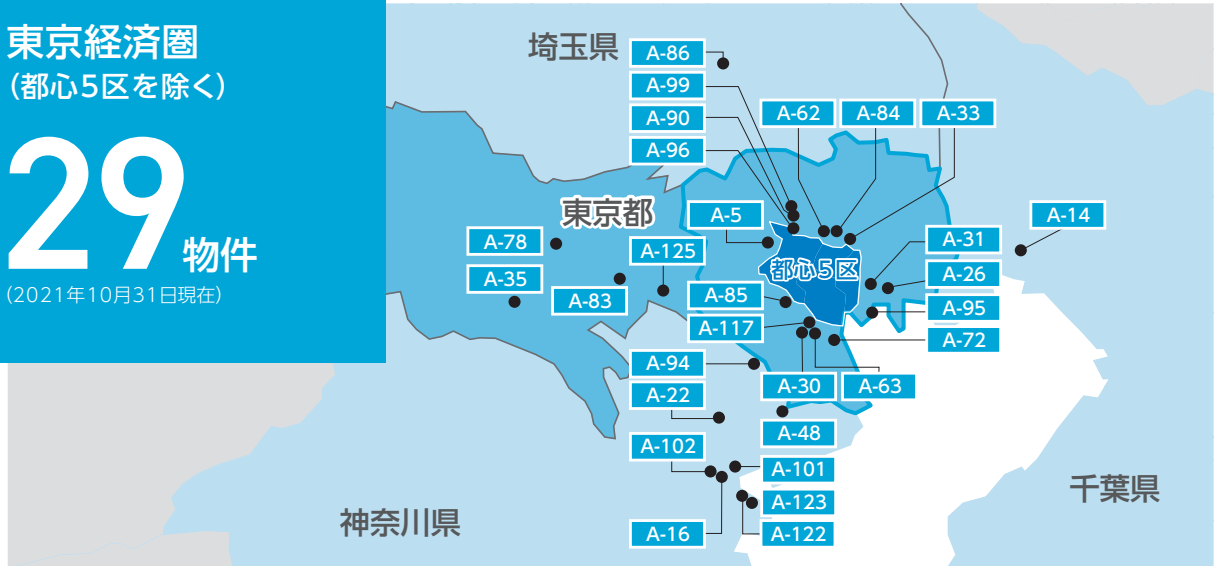 東京経済圏
(都心5区を除く)
29物件
(2021年10月31日現在)
埼玉県
A-86
A-99
A-90
A-96
A-62
A-84
A-33
東京都
A-5
A-14
A-78
A-125
A-31
都心5区
A-35
A-83
A-85
A-26
A-117
A-95
A-72
A-94
A-22
A-30
A-63
A-48
A-102
A-101
A-123
A-16
A-122
神奈川県
千葉県